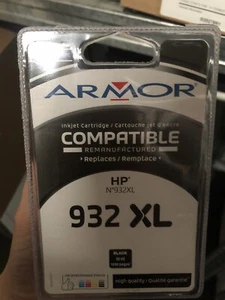 ARMOR
Inkjet Cartridge / Cartouche jet d'encre
COMPATIBLE
REMANUFACTURED
• Replaces / Remplace •
HP
N°932XL
932 XL
BLACK
High quality / Qualité garantie